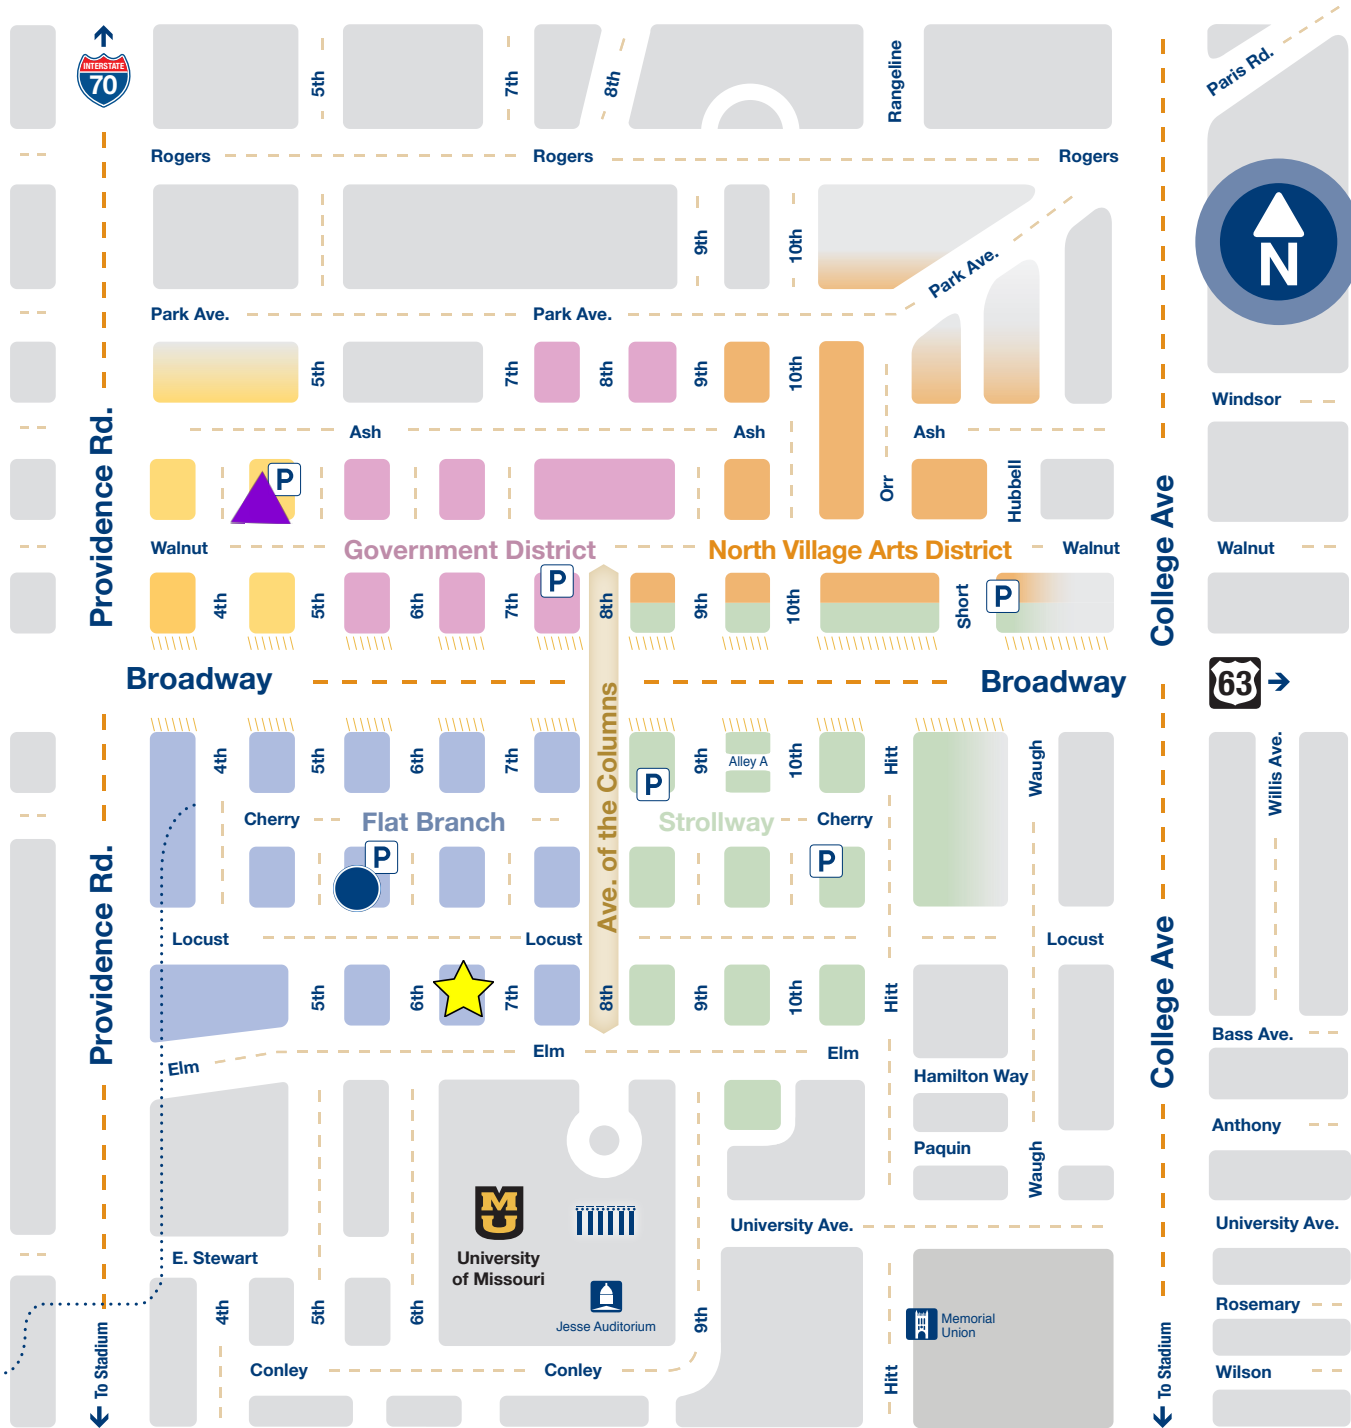 INTERSTATE
70
5th
7th
8th
Rangeline
Paris Rd.
Rogers
Rogers
Rogers
9th
10th
Park Ave.
N
Park Ave.
Park Ave.
5th
7th
8th
9th
10th
Windsor
Providence Rd.
Ash
Ash
Ash
P
Orr
Hubbell
College Ave
Walnut
Government District
North Village Arts District
Walnut
Walnut
P
P
4th
5th
6th
7th
8th
9th
10th
Short
Broadway
Broadway
63
Ave. of the Columns
4th
5th
6th
7th
9th
Alley A
10th
Hitt
Waugh
Willis Ave.
P
Cherry
Flat Branch
Strollway
Cherry
P
P
Providence Rd.
College Ave
Locust
Locust
Locust
5th
6th
7th
8th
9th
10th
Hitt
Bass Ave.
Elm
Elm
Elm
Hamilton Way
Anthony
Paquin
Waugh
MU
University
of Missouri
University Ave.
University Ave.
E. Stewart
4th
5th
6th
9th
Jesse Auditorium
Memorial
Union
Rosemary
To Stadium
To Stadium
Conley
Conley
Hitt
Wilson